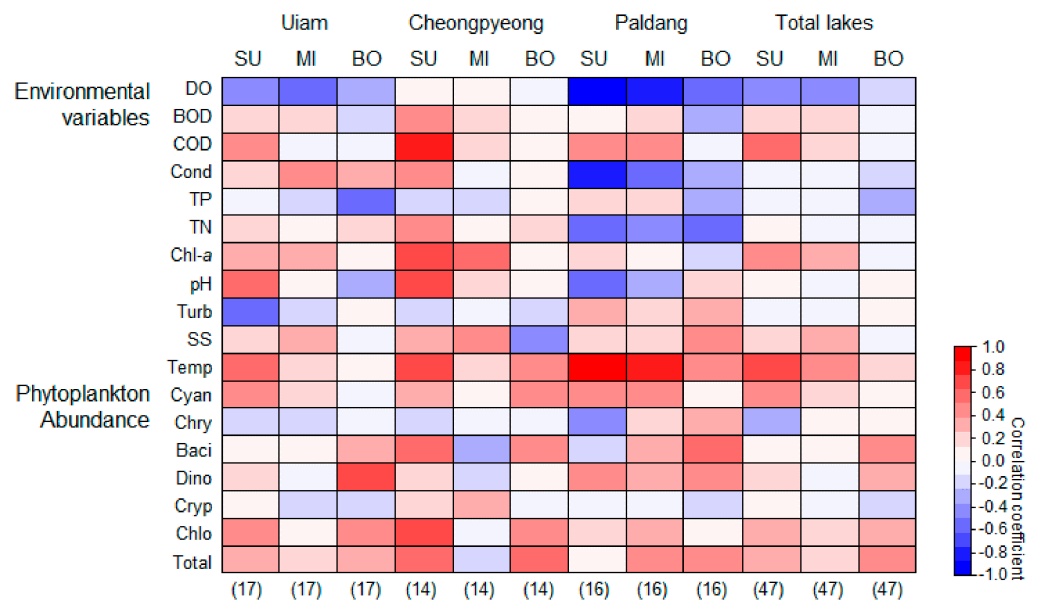 Uiam Cheongpyeong Paldang Total lakes
SU MI BO SU MI BO SU MI BO SU MI BO
Environmental
variables
DO
BOD
COD
Cond
TP
TN
Chl-a
pH
Turb
SS
Temp
Phytoplankton
Abundance
Cyan
Chry
Baci
Dino
Cryp
Chlo
Total
(17) (17) (17) (14) (14) (14) (16) (16) (16) (47) (47) (47)
1.0
0.8
0.6
0.4
0.2
0.0
-0.2
-0.4
-0.6
-0.8
-1.0
Correlation coefficient